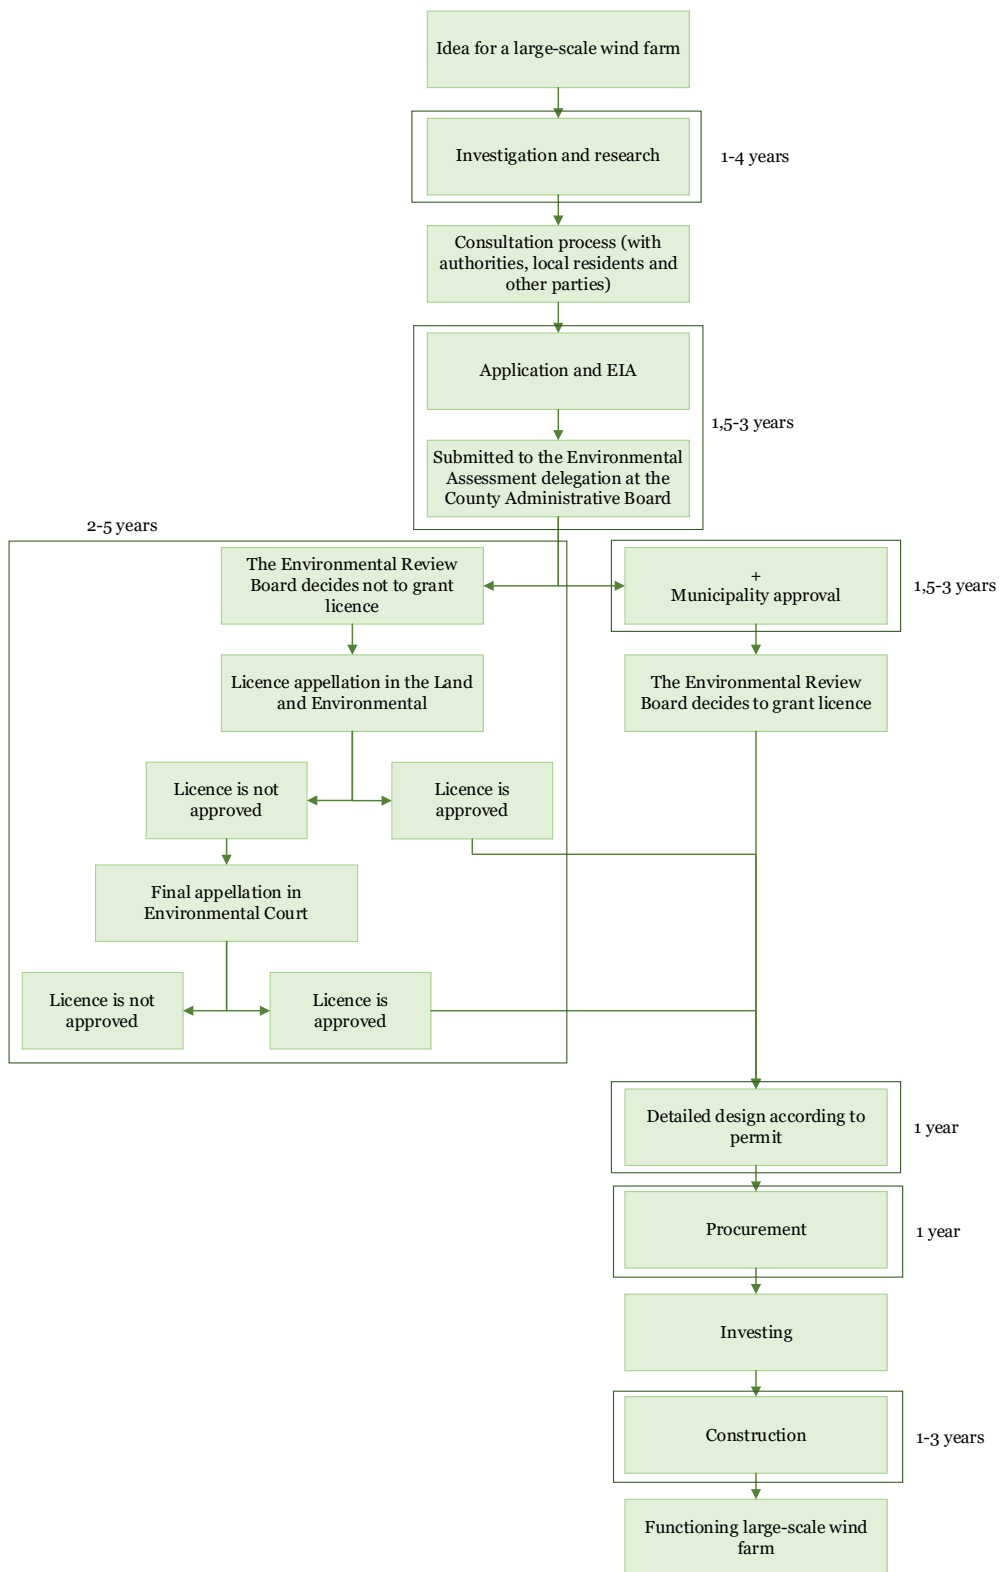 Idea for a large-scale wind farm
Investigation and research
1-4 years
Consultation process (with
authorities, local residents and
other parties)
Application and EIA
1,5-3 years
Submitted to the Environmental
Assessment delegation at the
County Administrative Board
2-5 years
The Environmental Review
Board decides not to grant
licence
+
Municipality approval
1,5-3 years
Licence appellation in the Land
and Environmental
The Environmental Review
Board decides to grant licence
Licence is not
approved
Licence is
approved
Final appellation in
Environmental Court
Licence is not
approved
Licence is
approved
Detailed design according to
permit
1 year
Procurement
1 year
Investing
Construction
1-3 years
Functioning large-scale wind
farm